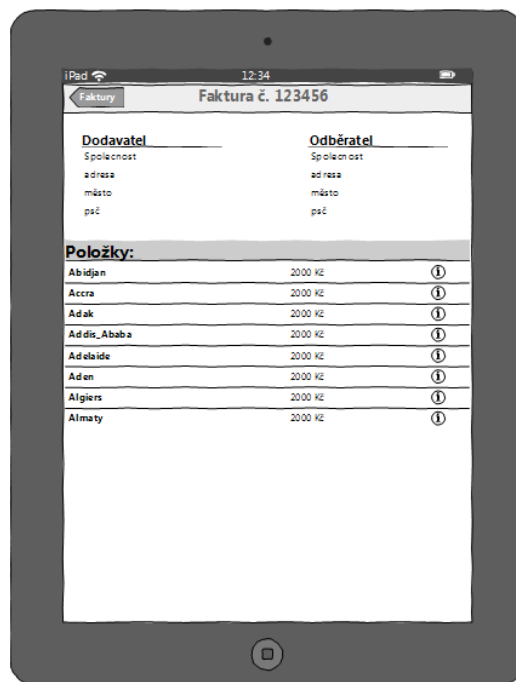 iPad 12:34
Faktury Faktura č. 123456
Dodavatel Odběratel
Společnost Společnost
adresa adresa
město město
psč psč
Položky:
Abidjan 2000 Kč
Accra 2000 Kč
Adak 2000 Kč
Addis_Ababa 2000 Kč
Adelaide 2000 Kč
Aden 2000 Kč
Algiers 2000 Kč
Almaty 2000 Kč